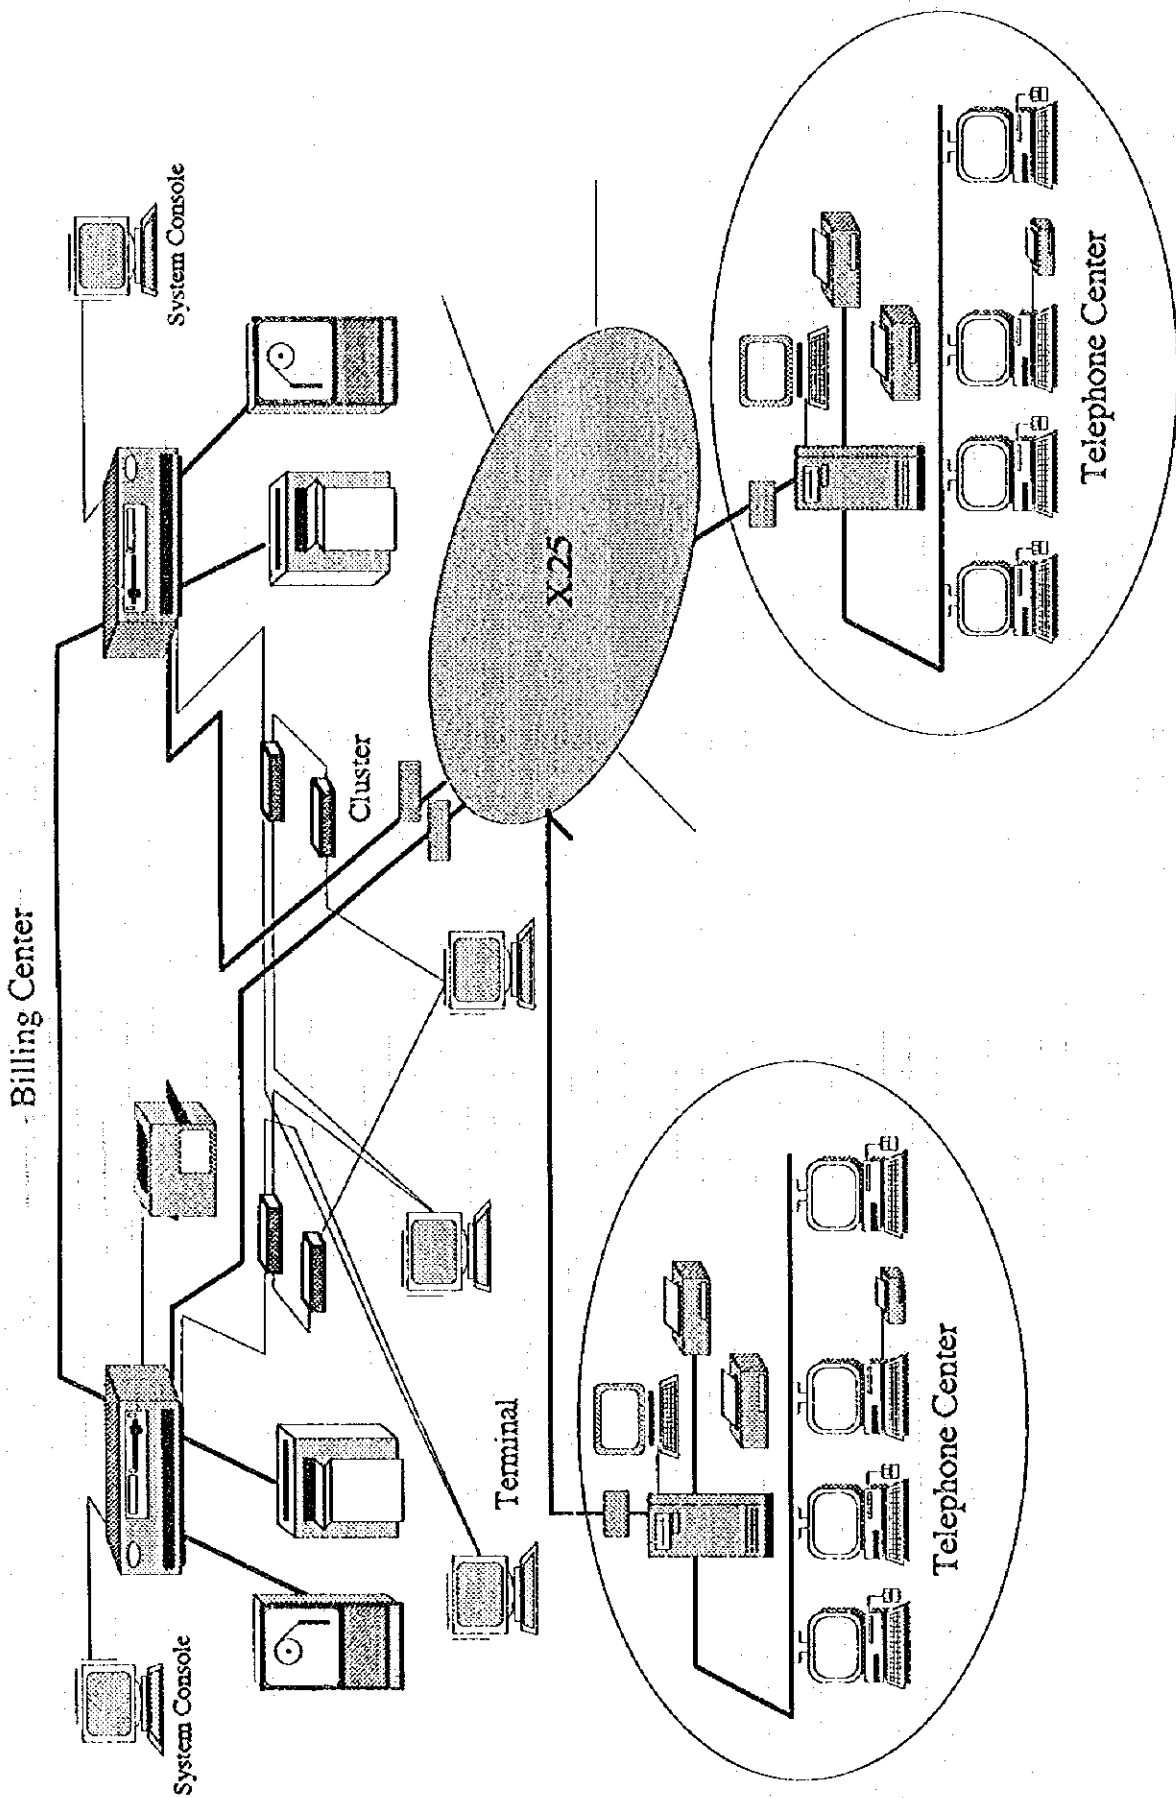 Billing Center
System Console
System Console
Cluster
Terminal
X.25
Telephone Center
Telephone Center